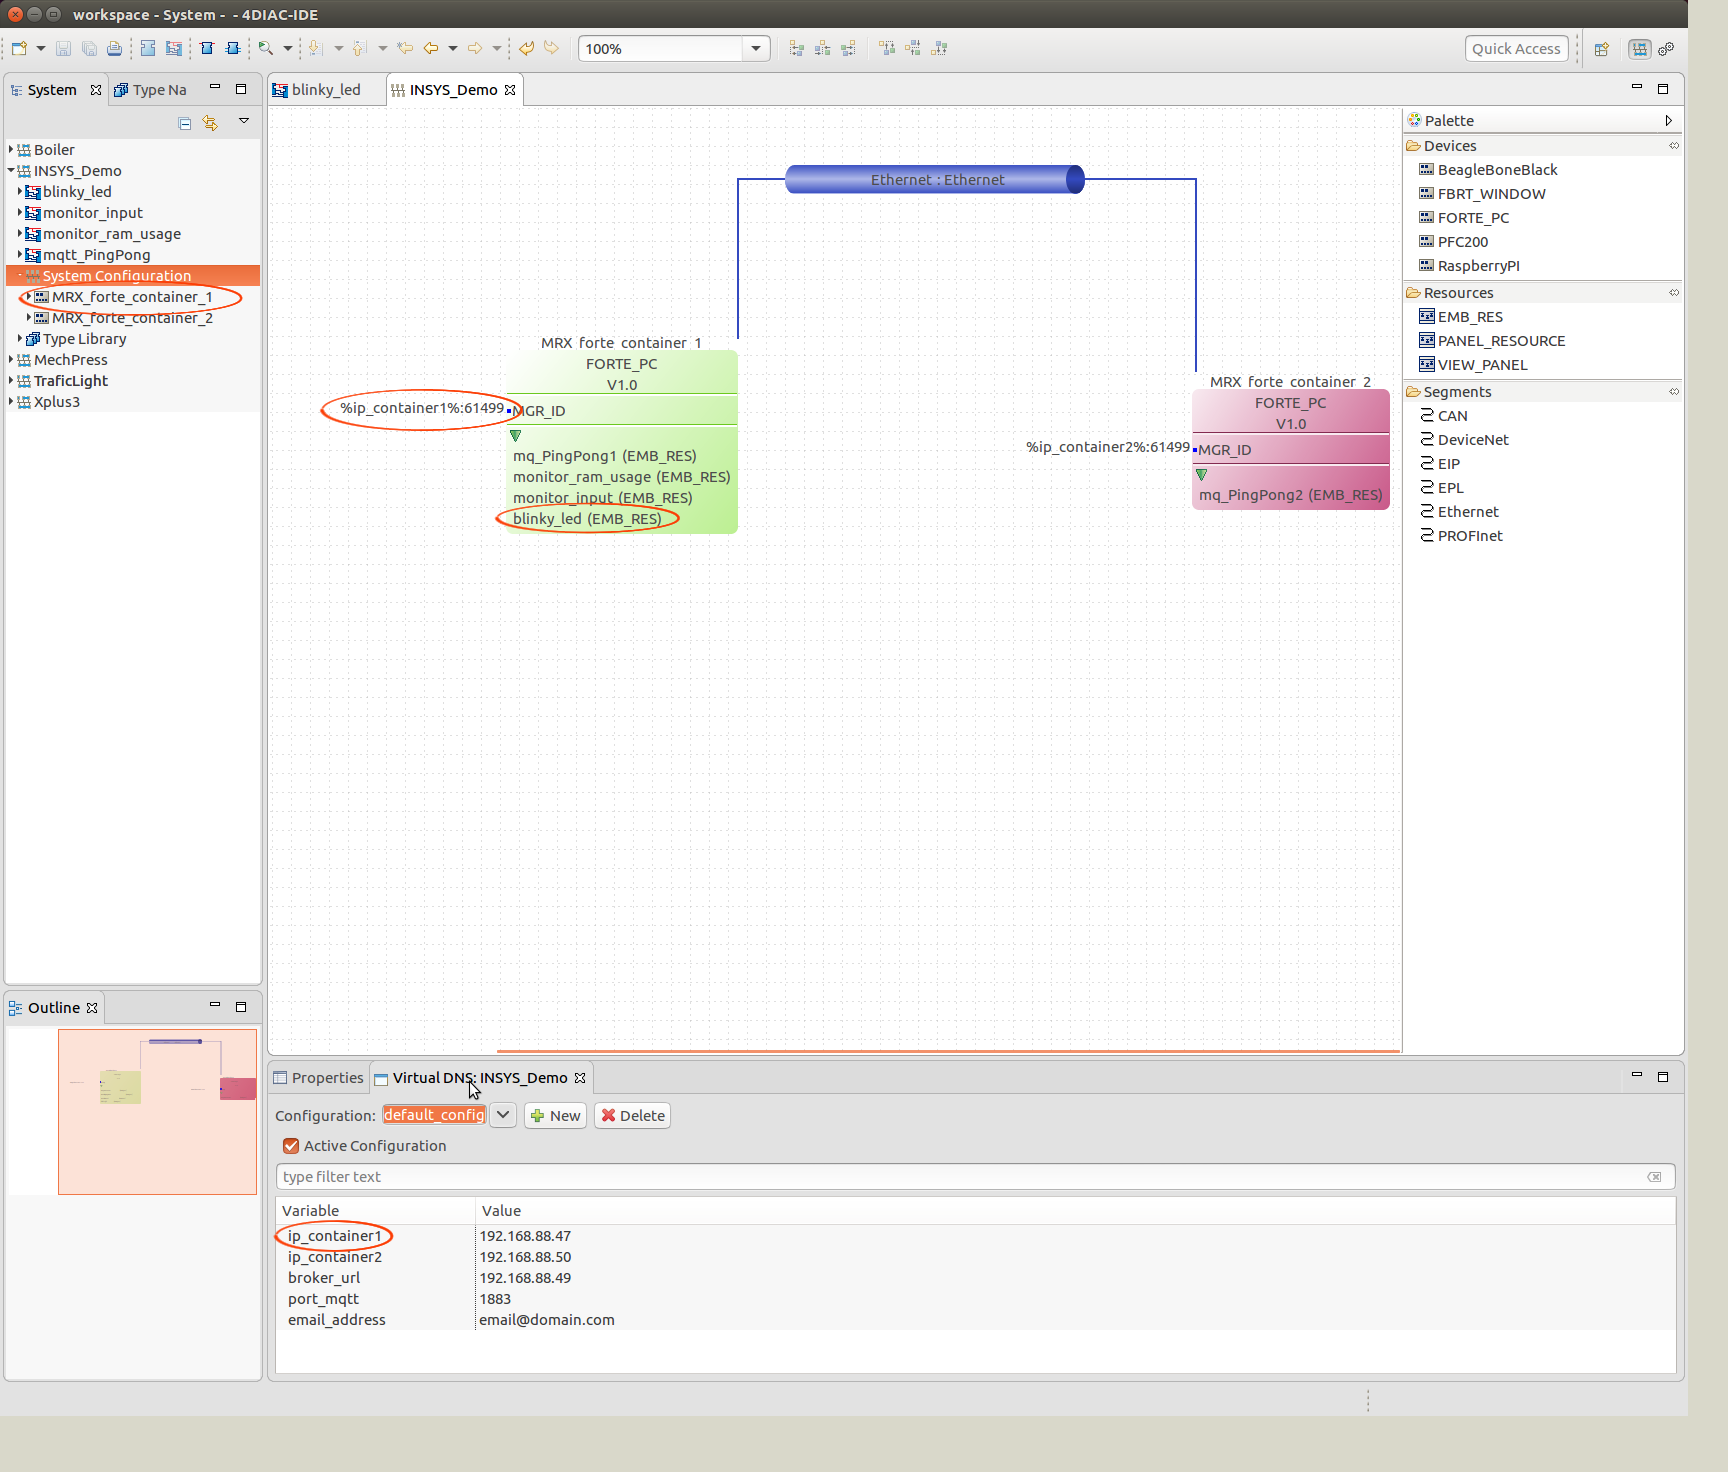 workspace - System -  - 4DIAC-IDE
100%
Quick Access
System
Type Na
Boiler
INSYS_Demo
blinky_led
monitor_input
monitor_ram_usage
mqtt_PingPong
System Configuration
MRX_forte_container_1
MRX_forte_container_2
Type Library
MechPress
TraficLight
Xplus3
blinky_led
INSYS_Demo
Ethernet : Ethernet
MRX_forte_container_1
FORTE_PC
V1.0
%ip_container1%:61499
MGR_ID
mq_PingPong1 (EMB_RES)
monitor_ram_usage (EMB_RES)
monitor_input (EMB_RES)
blinky_led (EMB_RES)
MRX_forte_container_2
FORTE_PC
V1.0
%ip_container2%:61499
MGR_ID
mq_PingPong2 (EMB_RES)
Palette
Devices
BeagleBoneBlack
FBRT_WINDOW
FORTE_PC
PFC200
RaspberryPI
Resources
EMB_RES
PANEL_RESOURCE
VIEW_PANEL
Segments
CAN
DeviceNet
EIP
EPL
Ethernet
PROFInet
Outline
Properties
Virtual DNS: INSYS_Demo
Configuration:
default_config
New
Delete
Active Configuration
type filter text
Variable
Value
ip_container1
192.168.88.47
ip_container2
192.168.88.50
broker_url
192.168.88.49
port_mqtt
1883
email_address
email@domain.com